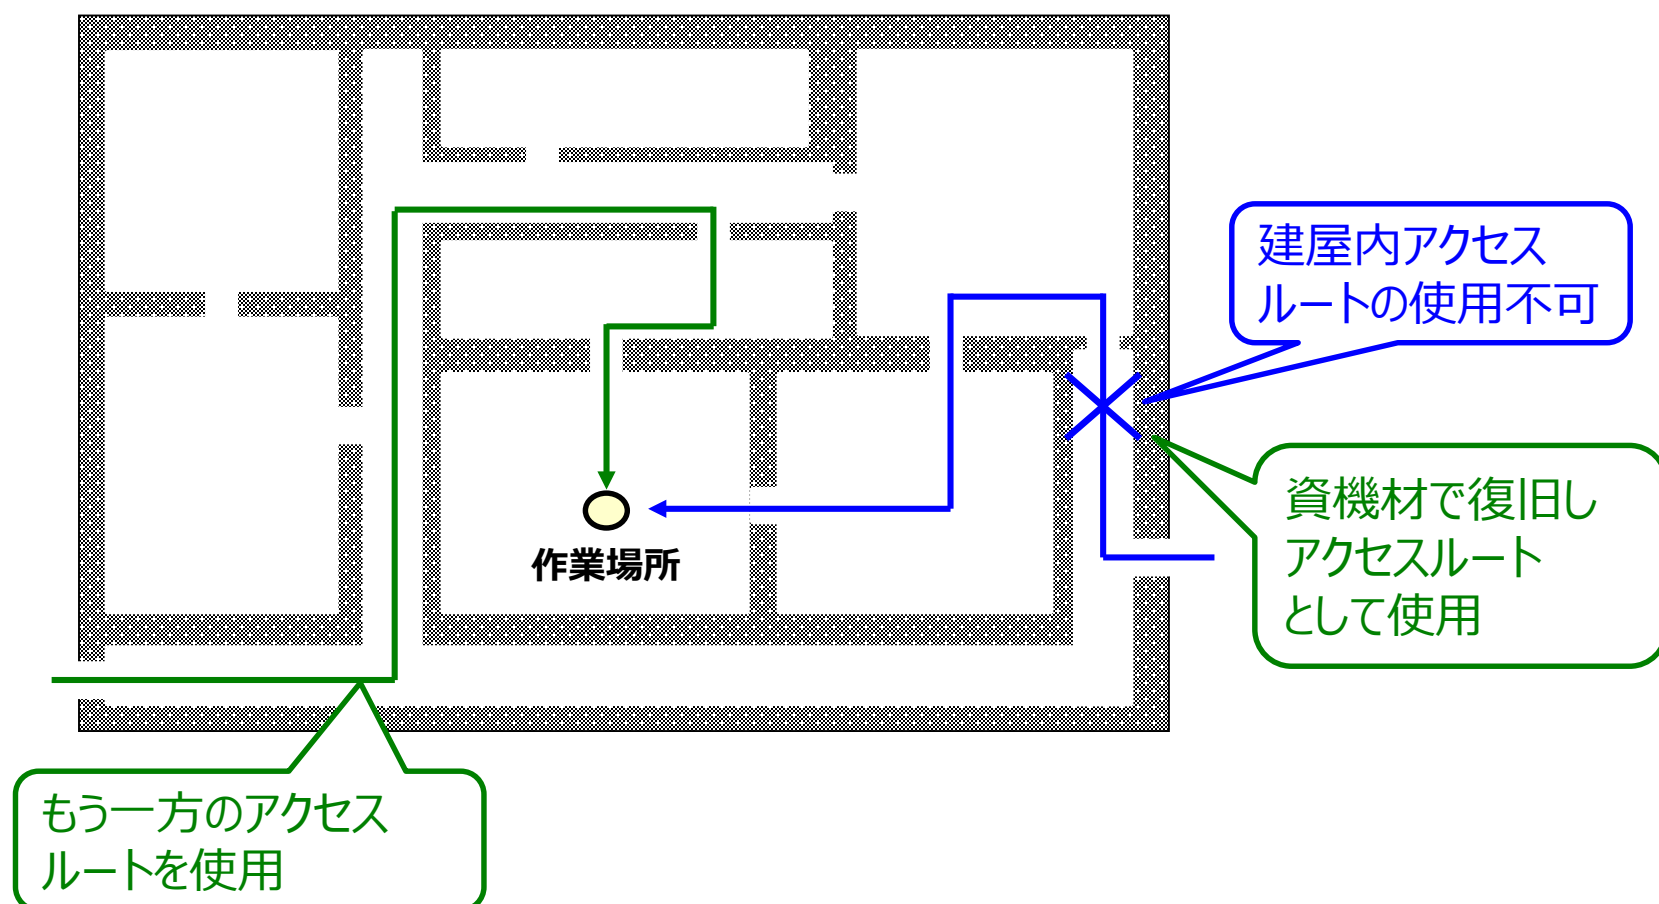 建屋内アクセス
ルートの使用不可
資機材で復旧し
アクセスルート
として使用
作業場所
もう一方のアクセス
ルートを使用